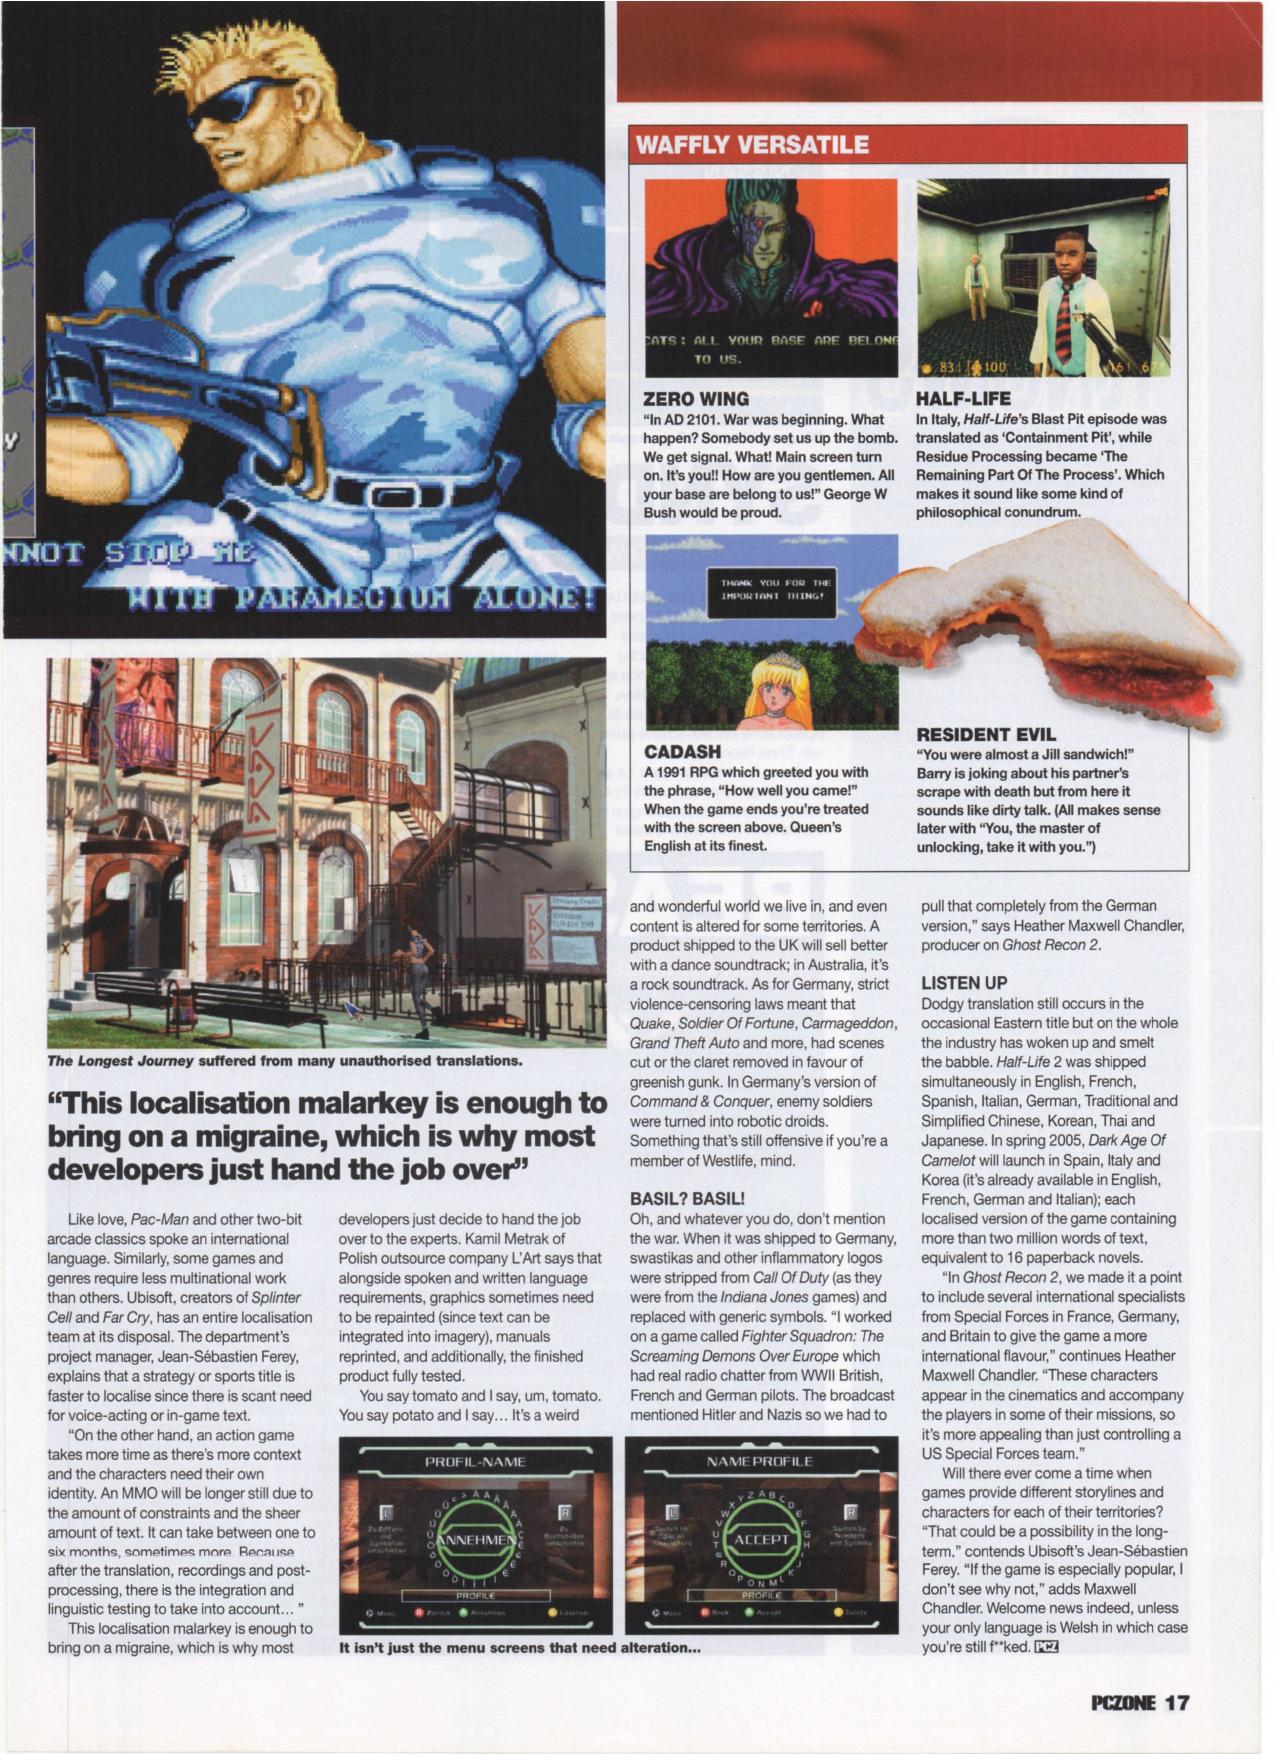 NNOT STOP ME
WITH PARAMECIUM ALONE!
The Longest Journey suffered from many unauthorised translations.
"This localisation malarkey is enough to
bring on a migraine, which is why most
developers just hand the job over"
Like love, Pac-Man and other two-bit
arcade classics spoke an international
language. Similarly, some games and
genres require less multinational work
than others. Ubisoft, creators of Splinter
Cell and Far Cry, has an entire localisation
team at its disposal. The department's
project manager, Jean-Sébastien Ferey,
explains that a strategy or sports title is
faster to localise since there is scant need
for voice-acting or in-game text.
"On the other hand, an action game
takes more time as there's more context
and the characters need their own
identity. An MMO will be longer still due to
the amount of constraints and the sheer
amount of text. It can take between one to
six months, sometimes more. Because
after the translation, recordings and post-
processing, there is the integration and
linguistic testing to take into account... "
This localisation malarkey is enough to
bring on a migraine, which is why most
developers just decide to hand the job
over to the experts. Kamil Metrak of
Polish outsource company L'Art says that
alongside spoken and written language
requirements, graphics sometimes need
to be repainted (since text can be
integrated into imagery), manuals
reprinted, and additionally, the finished
product fully tested.
You say tomato and I say, um, tomato.
You say potato and I say... It's a weird
PROFIL-NAME
L
R
ANNEHMEN
PROFILE
Menü
Zurück
Annehmen
Löschen
NAME PROFILE
L
R
Switch to
Numbers
and Symbols
ACCEPT
PROFILE
Menu
Back
Accept
Delete
It isn't just the menu screens that need alteration...
WAFFLY VERSATILE
CATS: ALL YOUR BASE ARE BELONG
TO US.
ZERO WING
"In AD 2101. War was beginning. What
happen? Somebody set us up the bomb.
We get signal. What! Main screen turn
on. It's you!! How are you gentlemen. All
your base are belong to us!" George W
Bush would be proud.
83 100
HALF-LIFE
In Italy, Half-Life's Blast Pit episode was
translated as 'Containment Pit', while
Residue Processing became 'The
Remaining Part Of The Process'. Which
makes it sound like some kind of
philosophical conundrum.
THANK YOU FOR THE
IMPORTANT THING!
CADASH
A 1991 RPG which greeted you with
the phrase, "How well you came!"
When the game ends you're treated
with the screen above. Queen's
English at its finest.
RESIDENT EVIL
"You were almost a Jill sandwich!"
Barry is joking about his partner's
scrape with death but from here it
sounds like dirty talk. (All makes sense
later with "You, the master of
unlocking, take it with you.")
and wonderful world we live in, and even
content is altered for some territories. A
product shipped to the UK will sell better
with a dance soundtrack; in Australia, it's
a rock soundtrack. As for Germany, strict
violence-censoring laws meant that
Quake, Soldier Of Fortune, Carmageddon,
Grand Theft Auto and more, had scenes
cut or the claret removed in favour of
greenish gunk. In Germany's version of
Command & Conquer, enemy soldiers
were turned into robotic droids.
Something that's still offensive if you're a
member of Westlife, mind.
BASIL? BASIL!
Oh, and whatever you do, don't mention
the war. When it was shipped to Germany,
swastikas and other inflammatory logos
were stripped from Call Of Duty (as they
were from the Indiana Jones games) and
replaced with generic symbols. "I worked
on a game called Fighter Squadron: The
Screaming Demons Over Europe which
had real radio chatter from WWII British,
French and German pilots. The broadcast
mentioned Hitler and Nazis so we had to
pull that completely from the German
version," says Heather Maxwell Chandler,
producer on Ghost Recon 2.
LISTEN UP
Dodgy translation still occurs in the
occasional Eastern title but on the whole
the industry has woken up and smelt
the babble. Half-Life 2 was shipped
simultaneously in English, French,
Spanish, Italian, German, Traditional and
Simplified Chinese, Korean, Thai and
Japanese. In spring 2005, Dark Age Of
Camelot will launch in Spain, Italy and
Korea (it's already available in English,
French, German and Italian); each
localised version of the game containing
more than two million words of text,
equivalent to 16 paperback novels.
"In Ghost Recon 2, we made it a point
to include several international specialists
from Special Forces in France, Germany,
and Britain to give the game a more
international flavour," continues Heather
Maxwell Chandler. "These characters
appear in the cinematics and accompany
the players in some of their missions, so
it's more appealing than just controlling a
US Special Forces team."
Will there ever come a time when
games provide different storylines and
characters for each of their territories?
"That could be a possibility in the long-
term," contends Ubisoft's Jean-Sébastien
Ferey. "If the game is especially popular, I
don't see why not," adds Maxwell
Chandler. Welcome news indeed, unless
your only language is Welsh in which case
you're still f**ked. PCZ
PCZONE 17